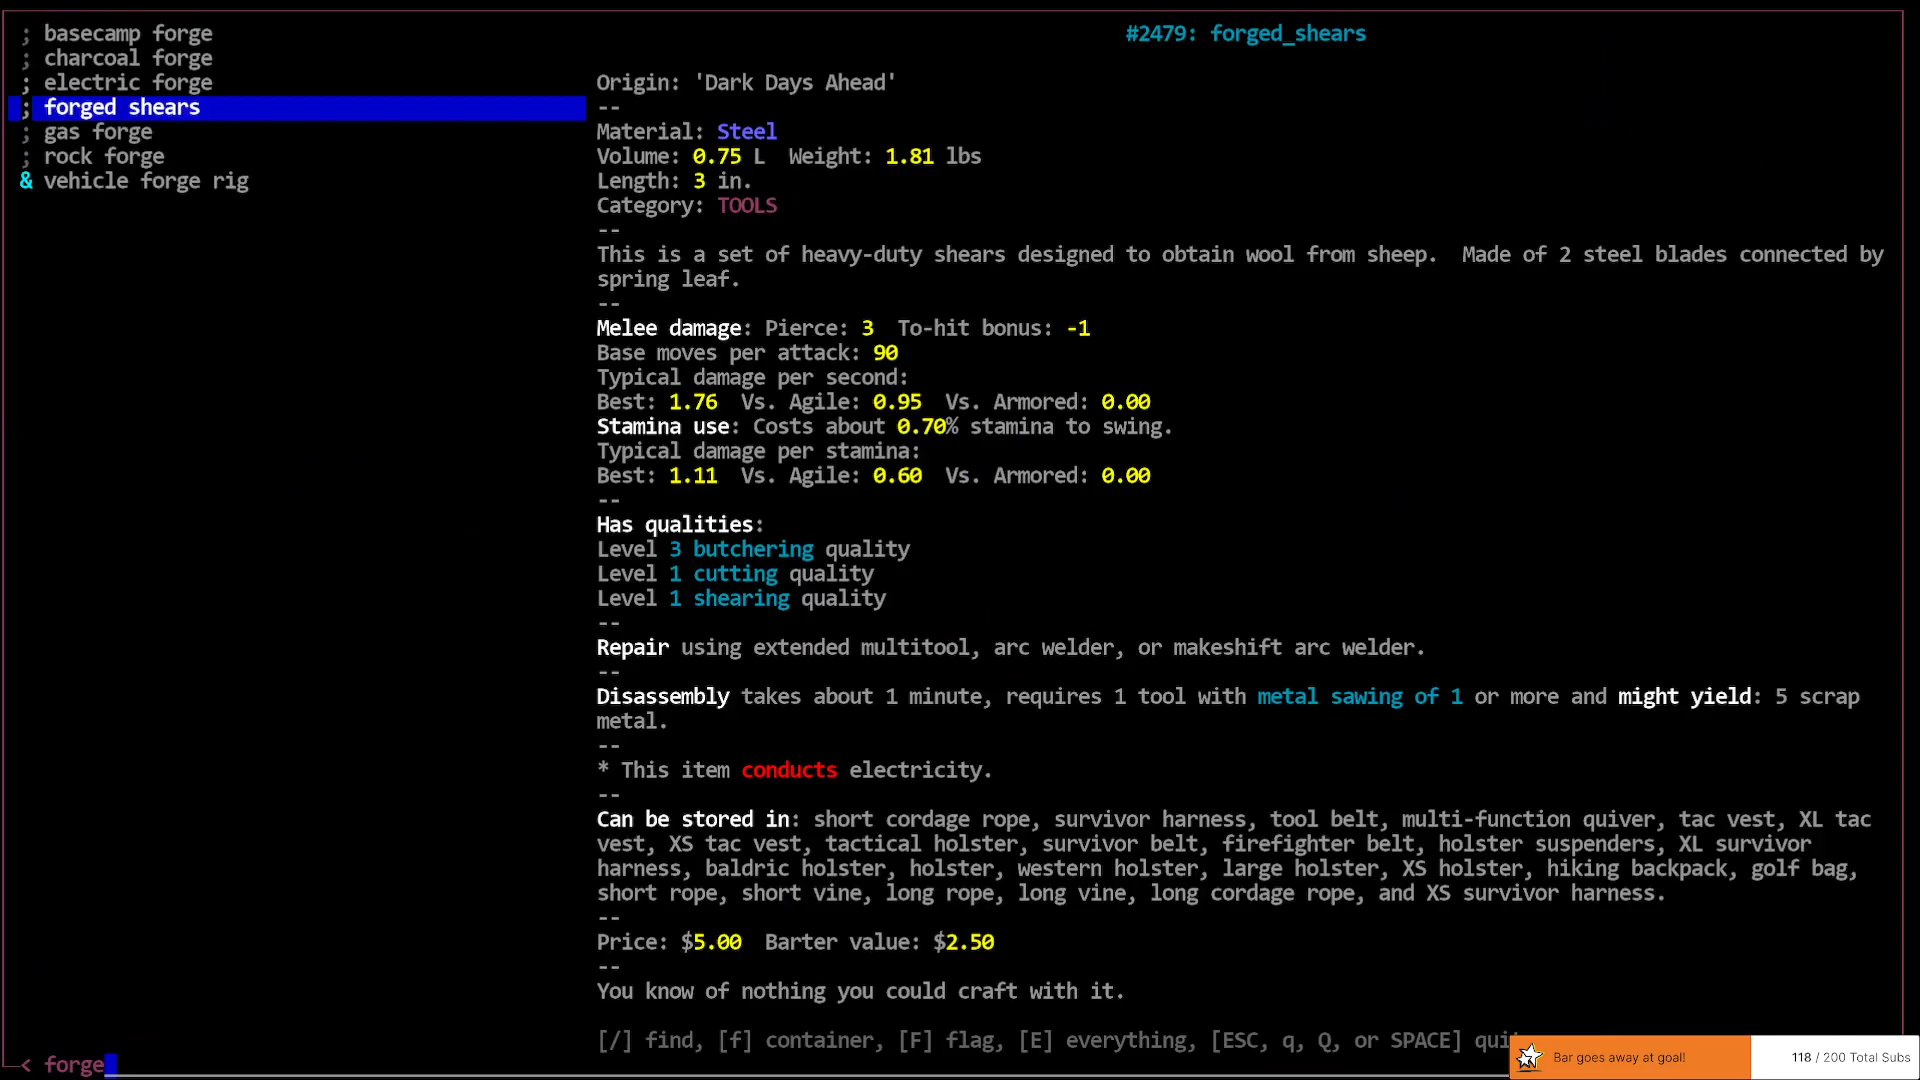 ; basecamp forge
; charcoal forge
; electric forge
; forged shears
; gas forge
; rock forge
& vehicle forge rig
< forge
#2479: forged_shears
Origin: 'Dark Days Ahead'
--
Material: Steel
Volume: 0.75 L  Weight: 1.81 lbs
Length: 3 in.
Category: TOOLS
--
This is a set of heavy-duty shears designed to obtain wool from sheep.  Made of 2 steel blades connected by
spring leaf.
--
Melee damage: Pierce: 3  To-hit bonus: -1
Base moves per attack: 90
Typical damage per second:
Best: 1.76  Vs. Agile: 0.95  Vs. Armored: 0.00
Stamina use: Costs about 0.70% stamina to swing.
Typical damage per stamina:
Best: 1.11  Vs. Agile: 0.60  Vs. Armored: 0.00
--
Has qualities:
Level 3 butchering quality
Level 1 cutting quality
Level 1 shearing quality
--
Repair using extended multitool, arc welder, or makeshift arc welder.
--
Disassembly takes about 1 minute, requires 1 tool with metal sawing of 1 or more and might yield: 5 scrap
metal.
--
* This item conducts electricity.
--
Can be stored in: short cordage rope, survivor harness, tool belt, multi-function quiver, tac vest, XL tac
vest, XS tac vest, tactical holster, survivor belt, firefighter belt, holster suspenders, XL survivor
harness, baldric holster, holster, western holster, large holster, XS holster, hiking backpack, golf bag,
short rope, short vine, long rope, long vine, long cordage rope, and XS survivor harness.
--
Price: $5.00  Barter value: $2.50
--
You know of nothing you could craft with it.
[/] find, [f] container, [F] flag, [E] everything, [ESC, q, Q, or SPACE] qui
Bar goes away at goal!
118 / 200 Total Subs